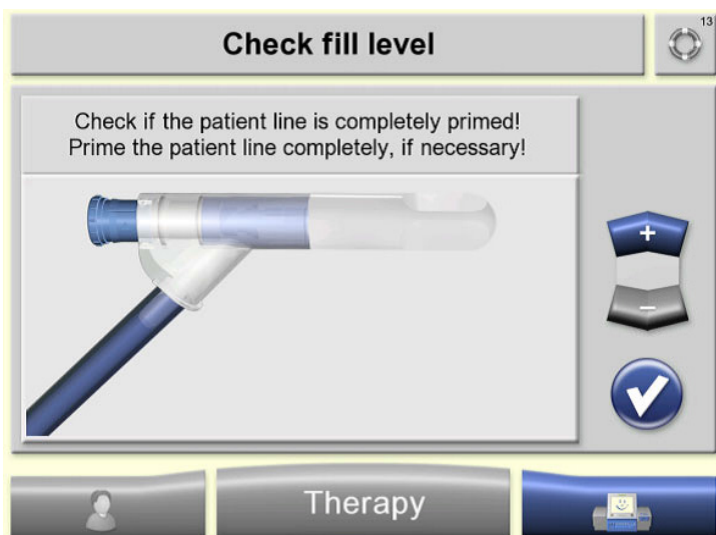 Check fill level
13
Check if the patient line is completely primed!
Prime the patient line completely, if necessary!
+
−
Therapy